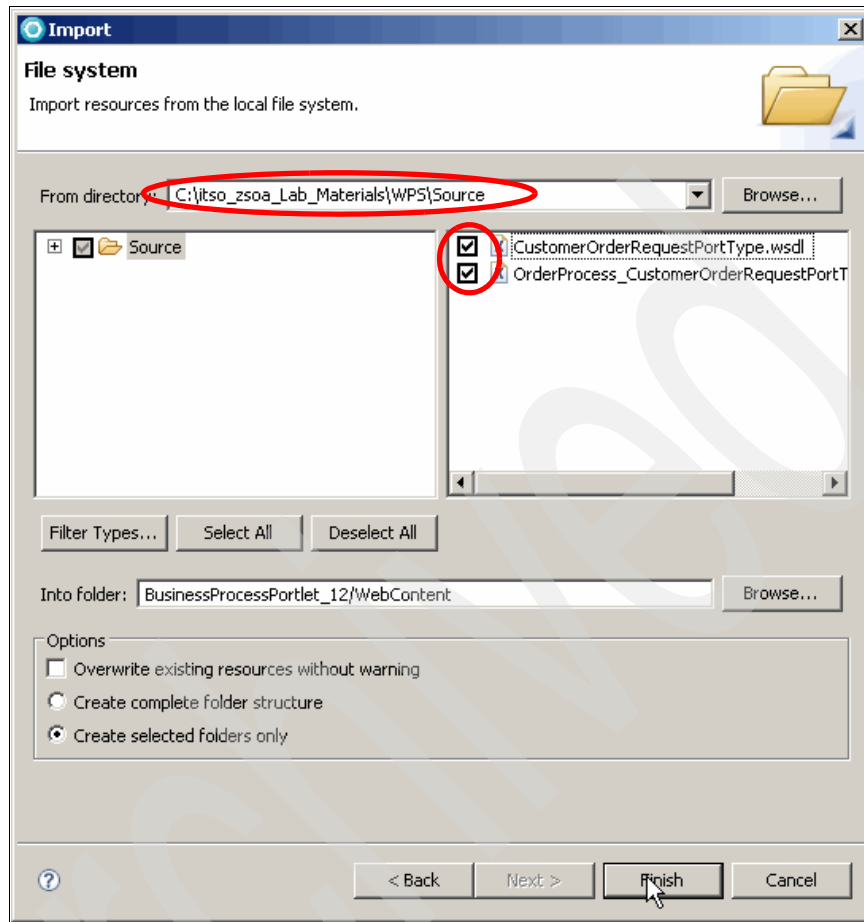 Import
File system
Import resources from the local file system.
From directory: C:\itso_zsoa_Lab_Materials\WPS\Source
Browse...
Source
CustomerOrderRequestPortType.wsdl
OrderProcess_CustomerOrderRequestPortT
Filter Types...
Select All
Deselect All
Into folder: BusinessProcessPortlet_12/WebContent
Browse...
Options
Overwrite existing resources without warning
Create complete folder structure
Create selected folders only
?
< Back
Next >
Finish
Cancel